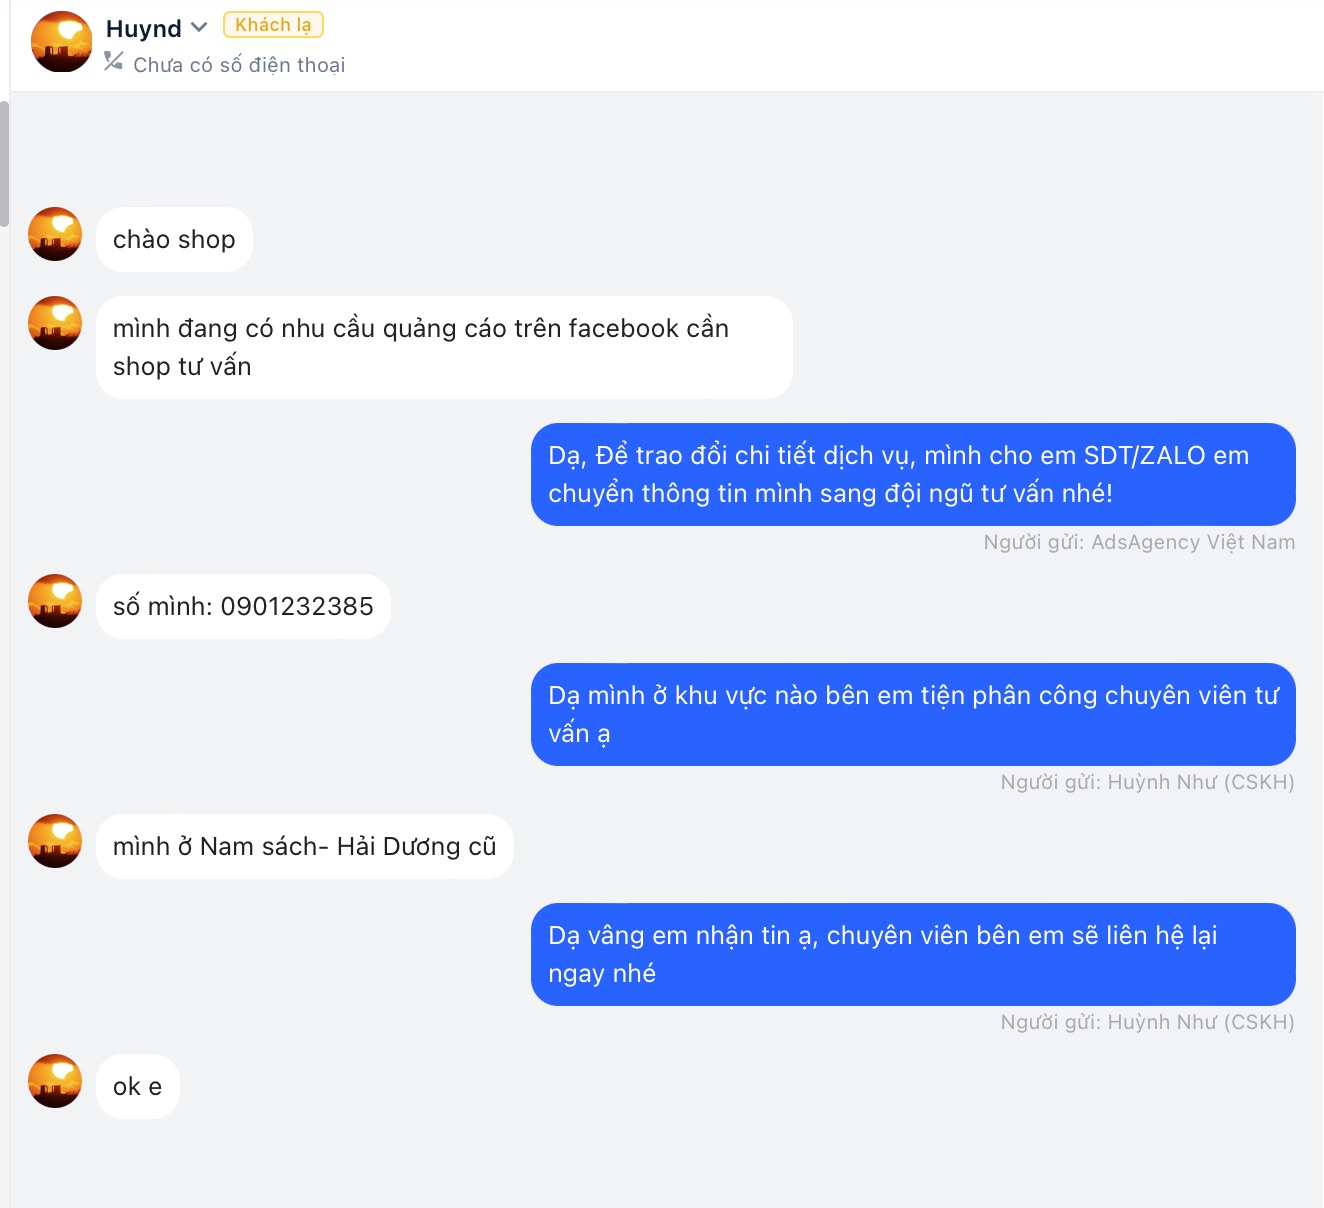 Huynd
Khách lạ
Chưa có số điện thoại
chào shop
mình đang có nhu cầu quảng cáo trên facebook cần
shop tư vấn
Dạ, Để trao đổi chi tiết dịch vụ, mình cho em SDT/ZALO em
chuyển thông tin mình sang đội ngũ tư vấn nhé!
Người gửi: AdsAgency Việt Nam
số mình: 0901232385
Dạ mình ở khu vực nào bên em tiện phân công chuyên viên tư
vấn ạ
Người gửi: Huỳnh Như (CSKH)
mình ở Nam sách- Hải Dương cũ
Dạ vâng em nhận tin ạ, chuyên viên bên em sẽ liên hệ lại
ngay nhé
Người gửi: Huỳnh Như (CSKH)
ok e